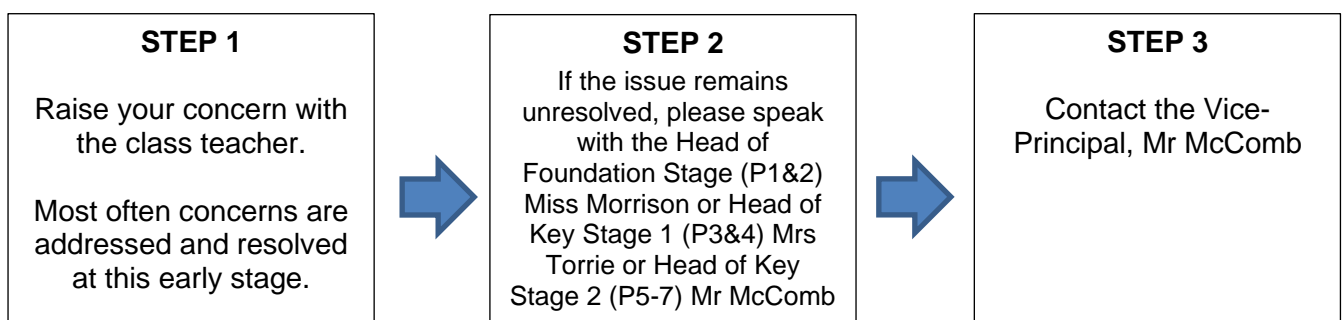 STEP 1
Raise your concern with
the class teacher.
Most often concerns are
addressed and resolved
at this early stage.
STEP 2
If the issue remains
unresolved, please speak
with the Head of
Foundation Stage (P1&2)
Miss Morrison or Head of
Key Stage 1 (P3&4) Mrs
Torrie or Head of Key
Stage 2 (P5-7) Mr McComb
STEP 3
Contact the Vice-
Principal, Mr McComb